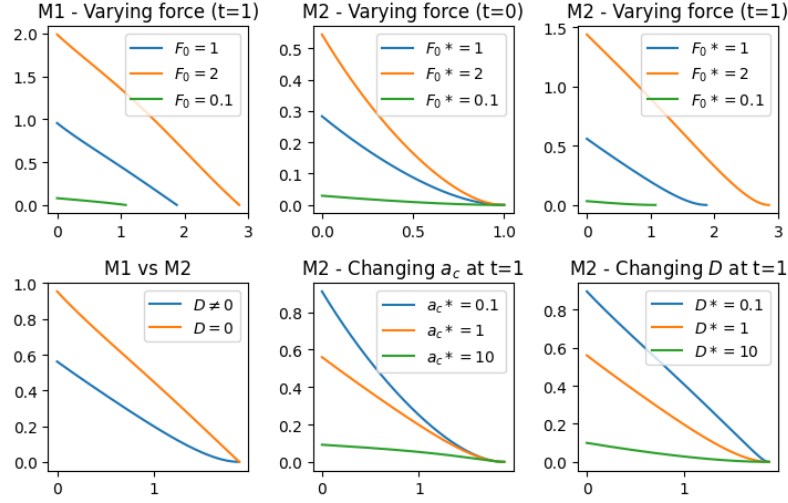 M1 - Varying force (t=1)
2.0
1.5
1.0
0.5
0.0
0
1
2
3
F₀ = 1
F₀ = 2
F₀ = 0.1
M2 - Varying force (t=0)
0.5
0.4
0.3
0.2
0.1
0.0
0.0
0.5
1.0
F₀ * = 1
F₀ * = 2
F₀ * = 0.1
M2 - Varying force (t=1)
1.5
1.0
0.5
0.0
0
1
2
3
F₀ * = 1
F₀ * = 2
F₀ * = 0.1
M1 vs M2
1.0
0.8
0.6
0.4
0.2
0.0
0
1
D ≠ 0
D = 0
M2 - Changing a_c at t=1
0.8
0.6
0.4
0.2
0.0
0
1
a_c * = 0.1
a_c * = 1
a_c * = 10
M2 - Changing D at t=1
0.8
0.6
0.4
0.2
0.0
0
1
D * = 0.1
D * = 1
D * = 10